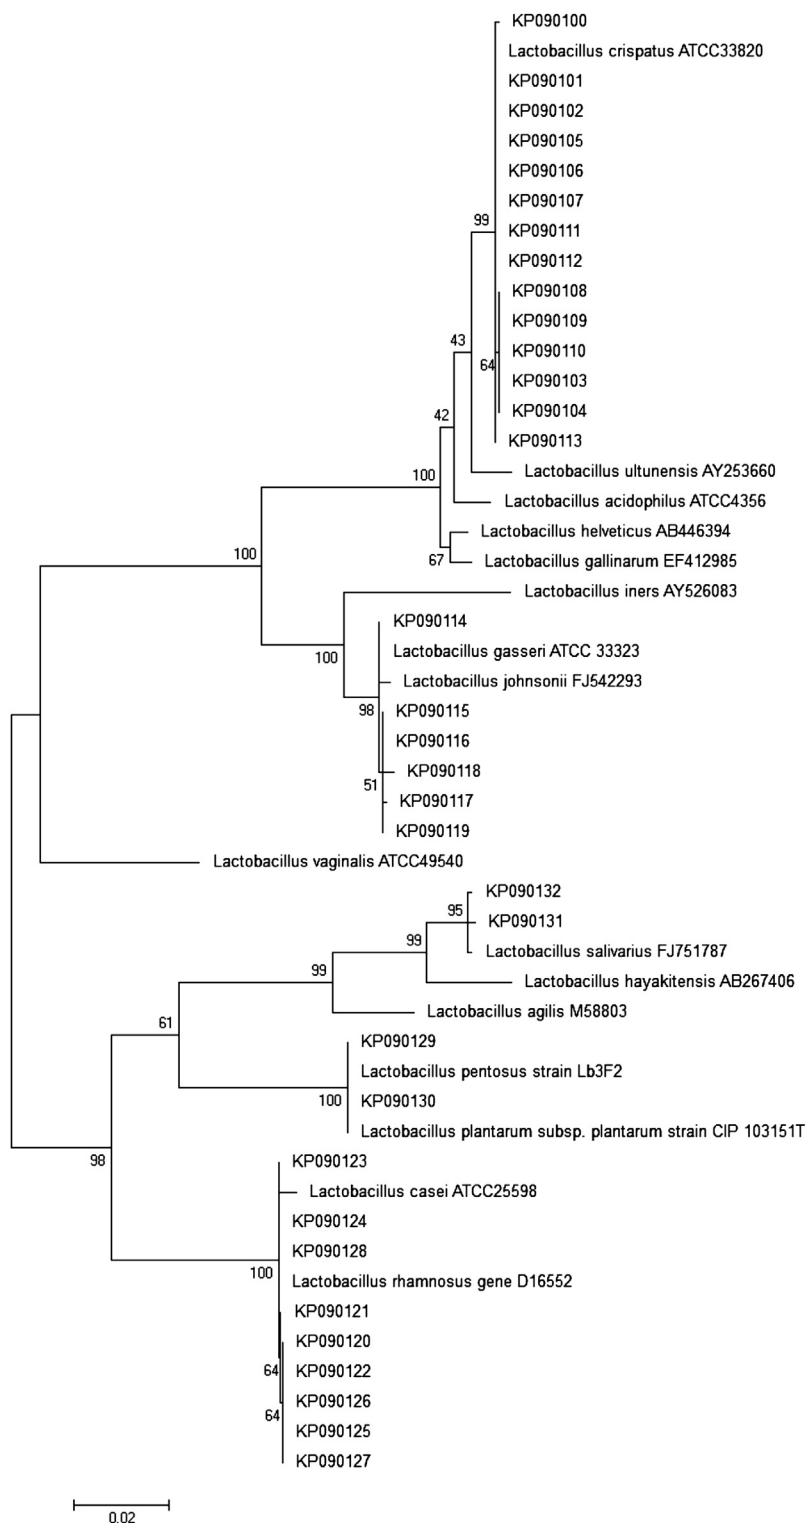 KP090100
Lactobacillus crispatus ATCC33820
KP090101
KP090102
KP090105
KP090106
KP090107
99
KP090111
KP090112
KP090108
KP090109
43
KP090110
64
KP090103
42
KP090104
KP090113
100
Lactobacillus ultunensis AY253660
Lactobacillus acidophilus ATCC4356
Lactobacillus helveticus AB446394
100
67
Lactobacillus gallinarum EF412985
Lactobacillus iners AY526083
KP090114
100
Lactobacillus gasseri ATCC 33323
Lactobacillus johnsonii FJ542293
98
KP090115
KP090116
KP090118
51
KP090117
KP090119
Lactobacillus vaginalis ATCC49540
KP090132
95
KP090131
99
Lactobacillus salivarius FJ751787
99
Lactobacillus hayakitensis AB267406
Lactobacillus agilis M58803
61
KP090129
Lactobacillus pentosus strain Lb3F2
100
KP090130
Lactobacillus plantarum subsp. plantarum strain CIP 103151T
98
KP090123
Lactobacillus casei ATCC25598
KP090124
KP090128
100
Lactobacillus rhamnosus gene D16552
KP090121
KP090120
64
KP090122
KP090126
64
KP090125
KP090127
0.02